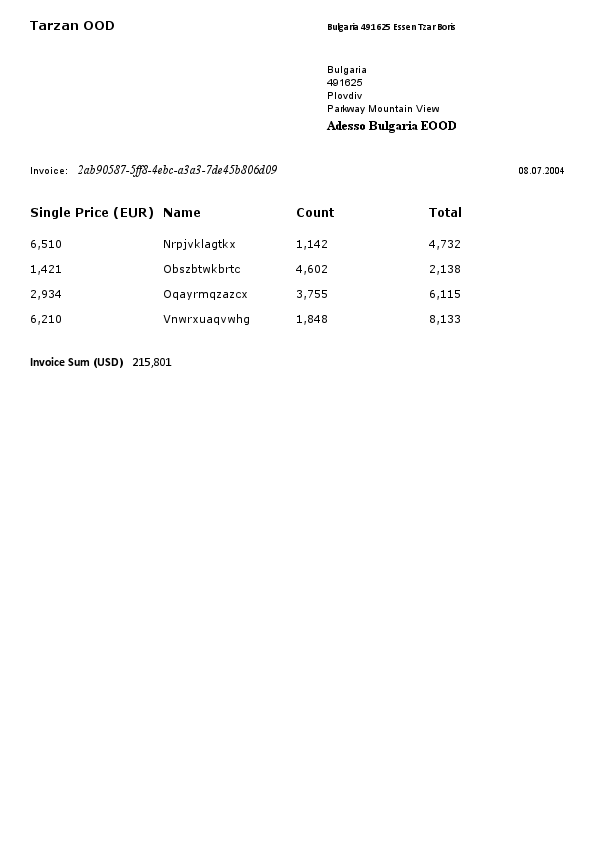 Tarzan OOD
Bulgaria 491625 Essen Tzar Boris
Bulgaria
491625
Plovdiv
Parkway Mountain View
Adesso Bulgaria EOOD
Invoice: 2ab90587-5ff8-4ebc-a3a3-7de45b806d09 08.07.2004
Single Price (EUR) Name Count Total
6,510 Nrpjvklagtkx 1,142 4,732
1,421 Obszbtwkbrtc 4,602 2,138
2,934 Oqayrmqzazcx 3,755 6,115
6,210 Vnwrxuaqvwhg 1,848 8,133
Invoice Sum (USD) 215,801